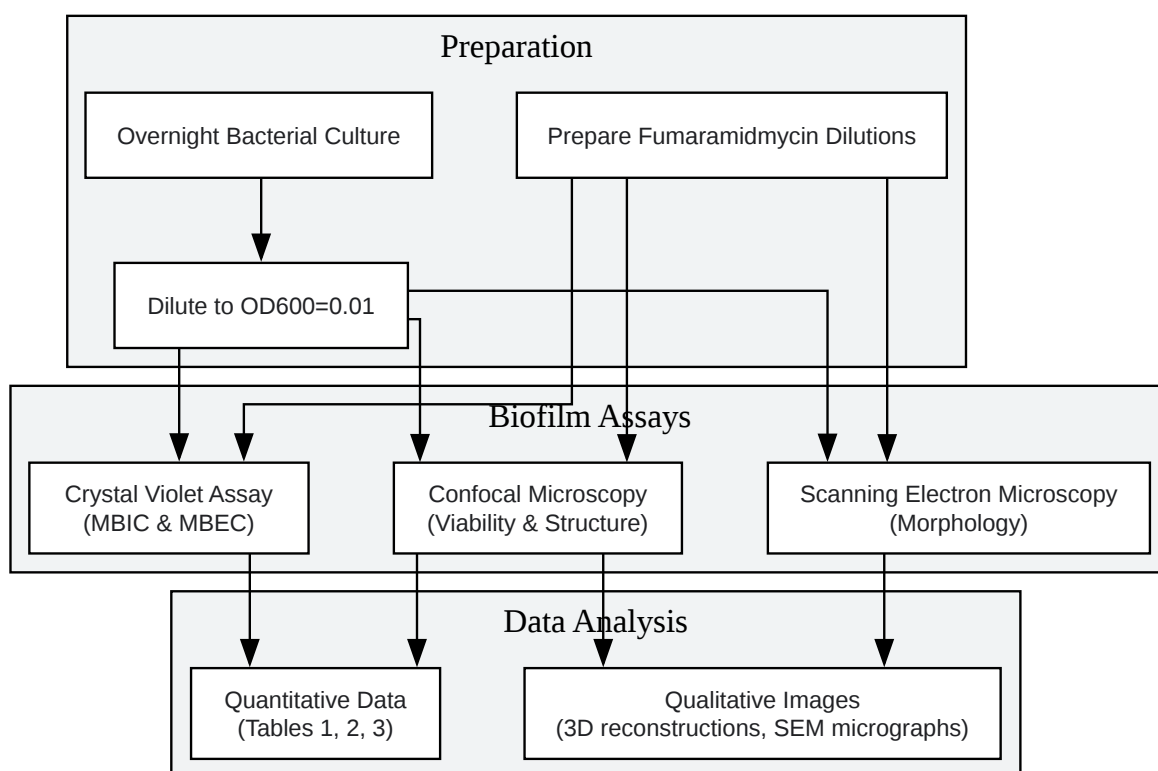 Preparation
Overnight Bacterial Culture
Prepare Fumaramidmycin Dilutions
Dilute to OD600=0.01
Biofilm Assays
Crystal Violet Assay
(MBIC & MBEC)
Confocal Microscopy
(Viability & Structure)
Scanning Electron Microscopy
(Morphology)
Data Analysis
Quantitative Data
(Tables 1, 2, 3)
Qualitative Images
(3D reconstructions, SEM micrographs)